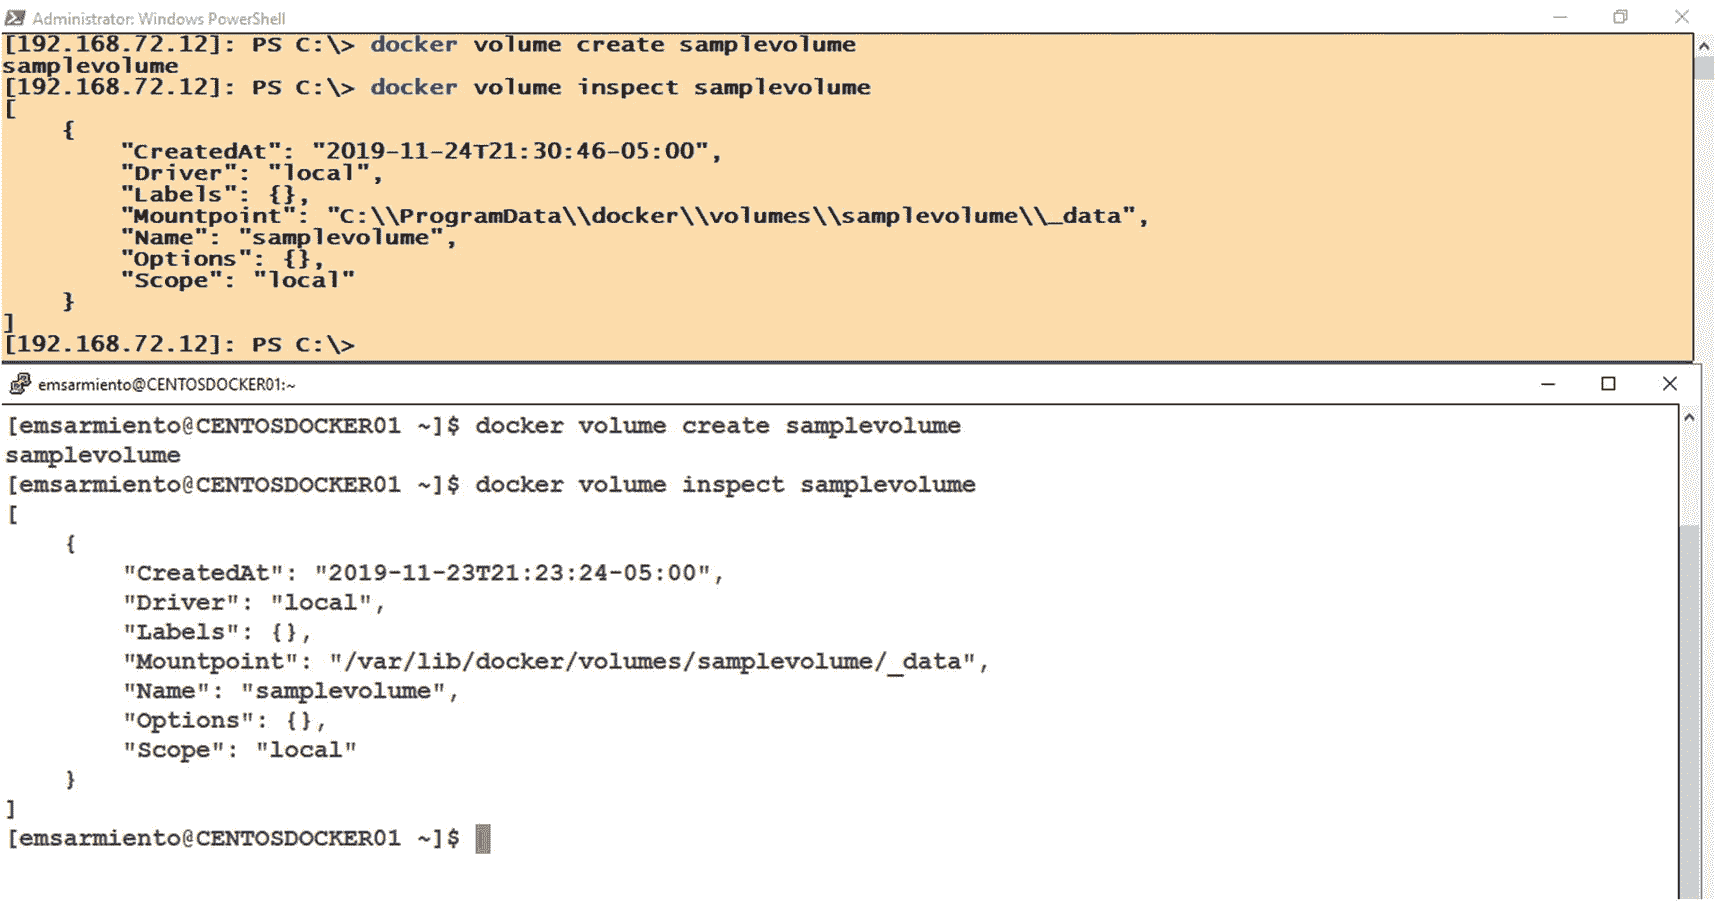 Administrator: Windows PowerShell
[192.168.72.12]: PS C:\> docker volume create samplevolume
samplevolume
[192.168.72.12]: PS C:\> docker volume inspect samplevolume
[
    {
        "CreatedAt": "2019-11-24T21:30:46-05:00",
        "Driver": "local",
        "Labels": {},
        "Mountpoint": "C:\\ProgramData\\docker\\volumes\\samplevolume\\_data",
        "Name": "samplevolume",
        "Options": {},
        "Scope": "local"
    }
]
[192.168.72.12]: PS C:\>
emsarmiento@CENTOSDOCKER01:~
[emsarmiento@CENTOSDOCKER01 ~]$ docker volume create samplevolume
samplevolume
[emsarmiento@CENTOSDOCKER01 ~]$ docker volume inspect samplevolume
[
    {
        "CreatedAt": "2019-11-23T21:23:24-05:00",
        "Driver": "local",
        "Labels": {},
        "Mountpoint": "/var/lib/docker/volumes/samplevolume/_data",
        "Name": "samplevolume",
        "Options": {},
        "Scope": "local"
    }
]
[emsarmiento@CENTOSDOCKER01 ~]$